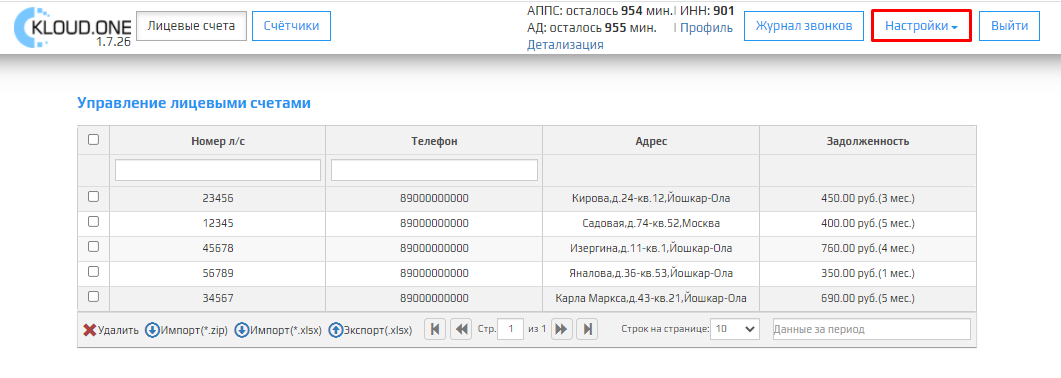 KLOUD.ONE
1.7.26
Лицевые счета
Счётчики
АППС: осталось 954 мин.| ИНН: 901
АД: осталось 955 мин. | Профиль
Детализация
Журнал звонков
Настройки
Выйти
Управление лицевыми счетами
Номер л/с Телефон Адрес Задолженность
23456 89000000000 Кирова,д.24-кв.12,Йошкар-Ола 450.00 руб.(3 мес.)
12345 89000000000 Садовая,д.74-кв.52,Москва 400.00 руб.(5 мес.)
45678 89000000000 Изергина,д.11-кв.1,Йошкар-Ола 760.00 руб.(4 мес.)
56789 89000000000 Яналова,д.36-кв.53,Йошкар-Ола 350.00 руб.(1 мес.)
34567 89000000000 Карла Маркса,д.43-кв.21,Йошкар-Ола 690.00 руб.(5 мес.)
Удалить Импорт(*.zip) Импорт(*.xlsx) Экспорт(.xlsx) Стр. 1 из 1 Строк на странице: 10 Данные за период